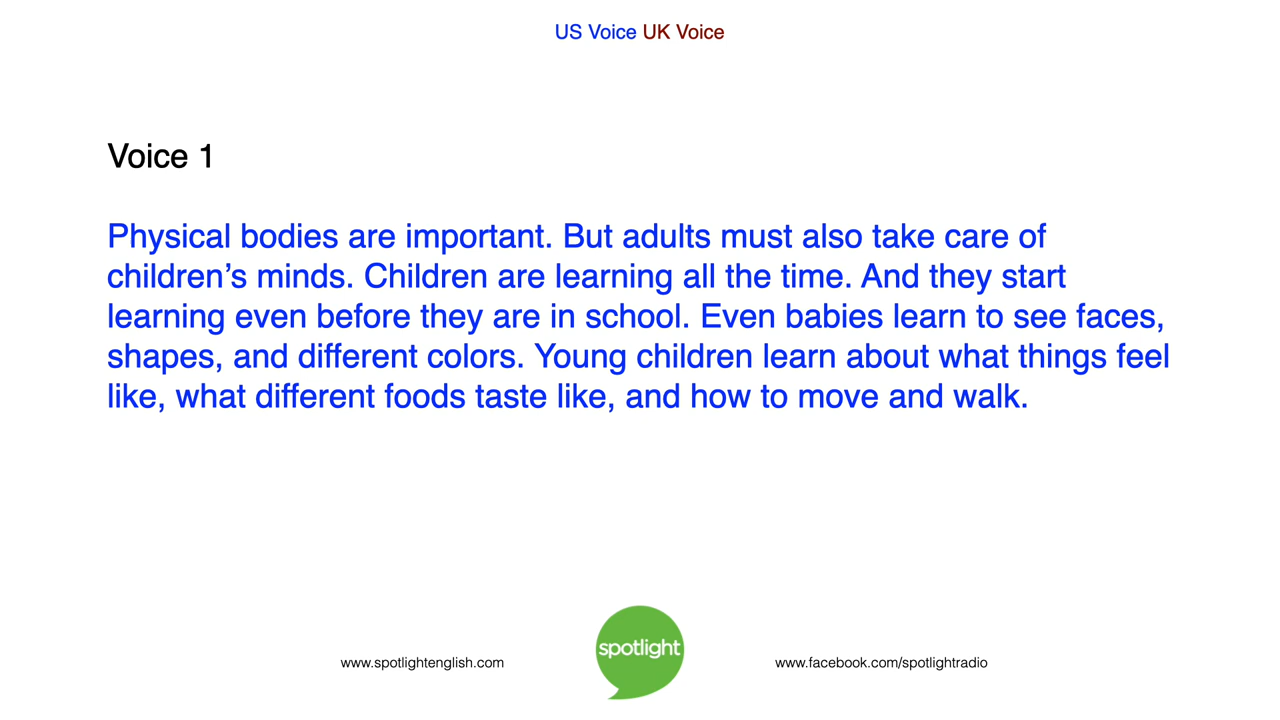 US Voice UK Voice
Voice 1
Physical bodies are important. But adults must also take care of
children’s minds. Children are learning all the time. And they start
learning even before they are in school. Even babies learn to see faces,
shapes, and different colors. Young children learn about what things feel
like, what different foods taste like, and how to move and walk.
www.spotlightenglish.com
spotlight
www.facebook.com/spotlightradio